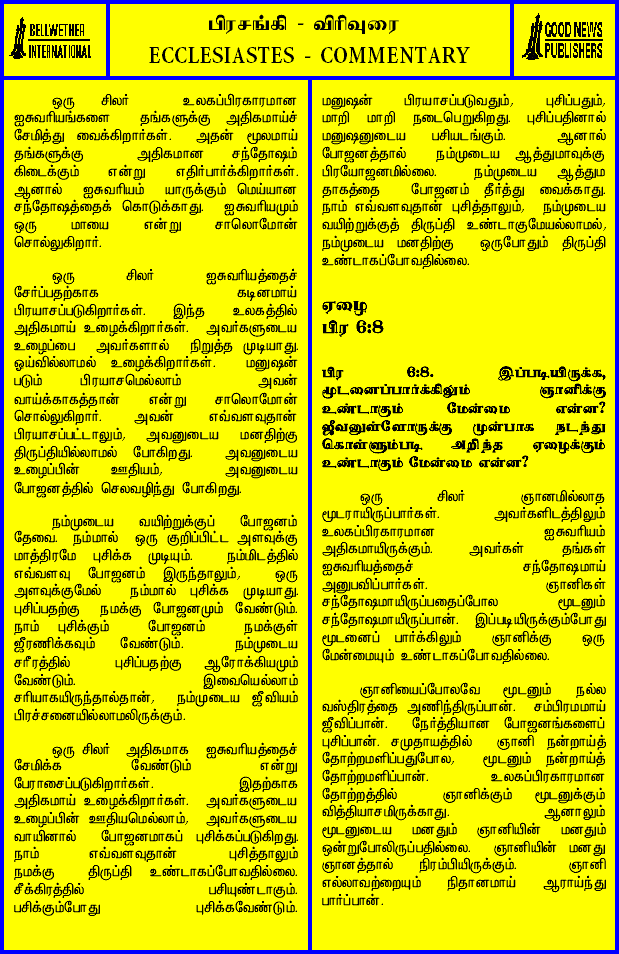 BELLWETHER
INTERNATIONAL
பிரசங்கி - விரிவுரை
ECCLESIASTES - COMMENTARY
GOOD NEWS
PUBLISHERS
ஒரு சிலர் உலகப்பிரகாரமான
ஐசுவரியங்களை தங்களுக்கு அதிகமாய்ச்
சேமித்து வைக்கிறார்கள். அதன் மூலமாய்
தங்களுக்கு அதிகமான சந்தோஷம்
கிடைக்கும் என்று எதிர்பார்க்கிறார்கள்.
ஆனால் ஐசுவரியம் யாருக்கும் மெய்யான
சந்தோஷத்தைக் கொடுக்காது. ஐசுவரியமும்
ஒரு மாயை என்று சாலொமோன்
சொல்லுகிறார்.
ஒரு சிலர் ஐசுவரியத்தைச்
சேர்ப்பதற்காக கடினமாய்
பிரயாசப்படுகிறார்கள். இந்த உலகத்தில்
அதிகமாய் உழைக்கிறார்கள். அவர்களுடைய
உழைப்பை அவர்களால் நிறுத்த முடியாது.
ஓய்வில்லாமல் உழைக்கிறார்கள். மனுஷன்
படும் பிரயாசமெல்லாம் அவன்
வாய்க்காகத்தான் என்று சாலொமோன்
சொல்லுகிறார். அவன் எவ்வளவுதான்
பிரயாசப்பட்டாலும், அவனுடைய மனதிற்கு
திருப்தியில்லாமல் போகிறது. அவனுடைய
உழைப்பின் ஊதியம், அவனுடைய
போஜனத்தில் செலவழிந்து போகிறது.
நம்முடைய வயிற்றுக்குப் போஜனம்
தேவை. நம்மால் ஒரு குறிப்பிட்ட அளவுக்கு
மாத்திரமே புசிக்க முடியும். நம்மிடத்தில்
எவ்வளவு போஜனம் இருந்தாலும், ஒரு
அளவுக்குமேல் நம்மால் புசிக்க முடியாது.
புசிப்பதற்கு நமக்கு போஜனமும் வேண்டும்.
நாம் புசிக்கும் போஜனம் நமக்குள்
ஜீரணிக்கவும் வேண்டும். நம்முடைய
சரீரத்தில் புசிப்பதற்கு ஆரோக்கியமும்
வேண்டும். இவையெல்லாம்
சரியாகயிருந்தால்தான், நம்முடைய ஜீவியம்
பிரச்சனையில்லாமலிருக்கும்.
ஒரு சிலர் அதிகமாக ஐசுவரியத்தைச்
சேமிக்க வேண்டும் என்று
பேராசைப்படுகிறார்கள். இதற்காக
அதிகமாய் உழைக்கிறார்கள். அவர்களுடைய
உழைப்பின் ஊதியமெல்லாம், அவர்களுடைய
வாயினால் போஜனமாகப் புசிக்கப்படுகிறது.
நாம் எவ்வளவுதான் புசித்தாலும்
நமக்கு திருப்தி உண்டாகப்போவதில்லை.
சீக்கிரத்தில் பசியுண்டாகும்.
பசிக்கும்போது புசிக்கவேண்டும்.
மனுஷன் பிரயாசப்படுவதும், புசிப்பதும்,
மாறி மாறி நடைபெறுகிறது. புசிப்பதினால்
மனுஷனுடைய பசியடங்கும். ஆனால்
போஜனத்தால் நம்முடைய ஆத்துமாவுக்கு
பிரயோஜனமில்லை. நம்முடைய ஆத்தும
தாகத்தை போஜனம் தீர்த்து வைக்காது.
நாம் எவ்வளவுதான் புசித்தாலும், நம்முடைய
வயிற்றுக்குத் திருப்தி உண்டாகுமேயல்லாமல்,
நம்முடைய மனதிற்கு ஒருபோதும் திருப்தி
உண்டாகப்போவதில்லை.
ஏழை
பிர 6:8
பிர 6:8. இப்படியிருக்க,
மூடனைப்பார்க்கிலும் ஞானிக்கு
உண்டாகும் மேன்மை என்ன?
ஜீவனுள்ளோருக்கு முன்பாக நடந்து
கொள்ளும்படி அறிந்த ஏழைக்கும்
உண்டாகும் மேன்மை என்ன?
ஒரு சிலர் ஞானமில்லாத
மூடராயிருப்பார்கள். அவர்களிடத்திலும்
உலகப்பிரகாரமான ஐசுவரியம்
அதிகமாயிருக்கும். அவர்கள் தங்கள்
ஐசுவரியத்தைச் சந்தோஷமாய்
அனுபவிப்பார்கள். ஞானிகள்
சந்தோஷமாயிருப்பதைப்போல மூடனும்
சந்தோஷமாயிருப்பான். இப்படியிருக்கும்போது
மூடனைப் பார்க்கிலும் ஞானிக்கு ஒரு
மேன்மையும் உண்டாகப்போவதில்லை.
ஞானியைப்போலவே மூடனும் நல்ல
வஸ்திரத்தை அணிந்திருப்பான். சம்பிரமமாய்
ஜீவிப்பான். நேர்த்தியான போஜனங்களைப்
புசிப்பான். சமுதாயத்தில் ஞானி நன்றாய்த்
தோற்றமளிப்பதுபோல, மூடனும் நன்றாய்த்
தோற்றமளிப்பான். உலகப்பிரகாரமான
தோற்றத்தில் ஞானிக்கும் மூடனுக்கும்
வித்தியாசமிருக்காது. ஆனாலும்
மூடனுடைய மனதும் ஞானியின் மனதும்
ஒன்றுபோலிருப்பதில்லை. ஞானியின் மனது
ஞானத்தால் நிரம்பியிருக்கும். ஞானி
எல்லாவற்றையும் நிதானமாய் ஆராய்ந்து
பார்ப்பான்.